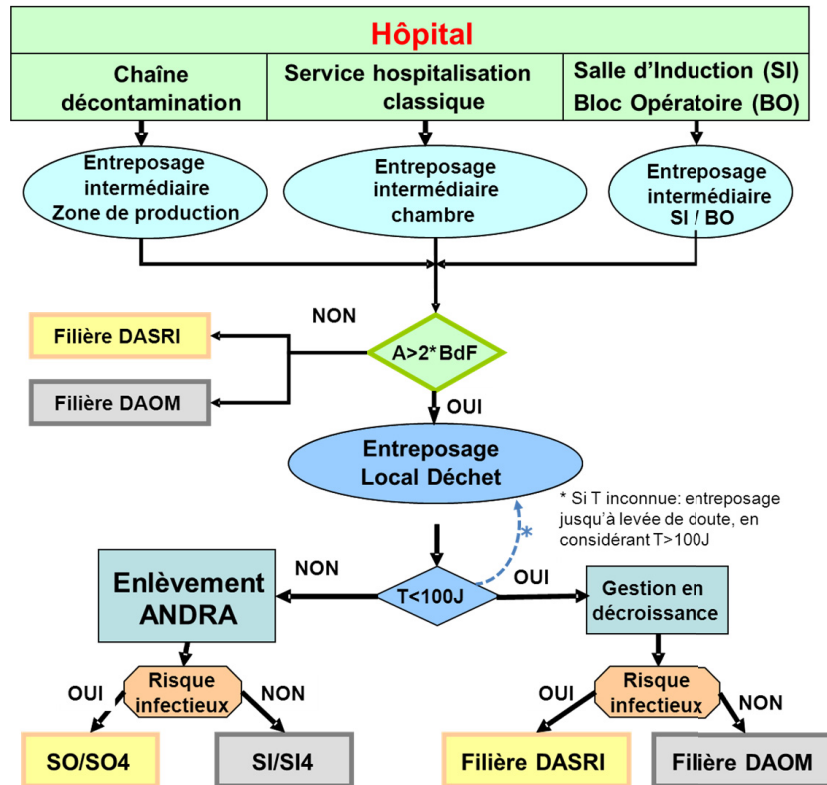 Hôpital
Chaîne
décontamination
Service hospitalisation
classique
Salle d'Induction (SI)
Bloc Opératoire (BO)
Entreposage
intermédiaire
Zone de production
Entreposage
intermédiaire
chambre
Entreposage
intermédiaire
SI / BO
NON
Filière DASRI
A>2*BdF
Filière DAOM
OUI
Entreposage
Local Déchet
* Si T inconnue: entreposage
jusqu'à levée de doute, en
considérant T>100J
*
NON
OUI
Enlèvement
ANDRA
T<100J
Gestion en
décroissance
OUI
Risque
infectieux
NON
OUI
Risque
infectieux
NON
SO/SO4
SI/SI4
Filière DASRI
Filière DAOM